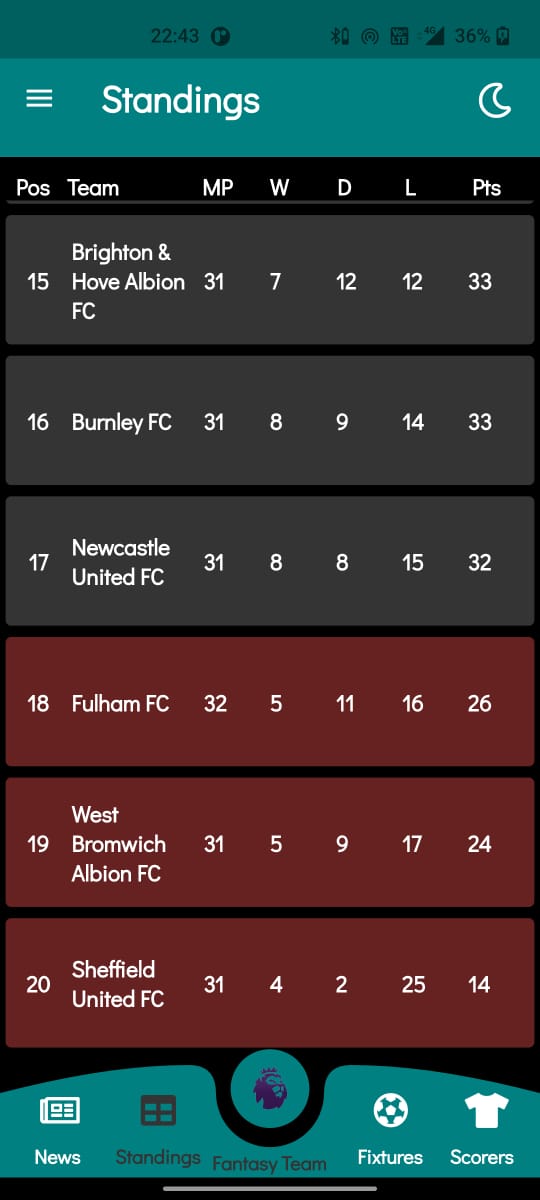 22:43 VoLTE 4G 36%
Standings
Pos Team MP W D L Pts
Brighton &
15 Hove Albion 31 7 12 12 33
FC
16 Burnley FC 31 8 9 14 33
Newcastle
17 31 8 8 15 32
United FC
18 Fulham FC 32 5 11 16 26
West
19 Bromwich 31 5 9 17 24
Albion FC
Sheffield
20 31 4 2 25 14
United FC
News Standings Fantasy Team Fixtures Scorers